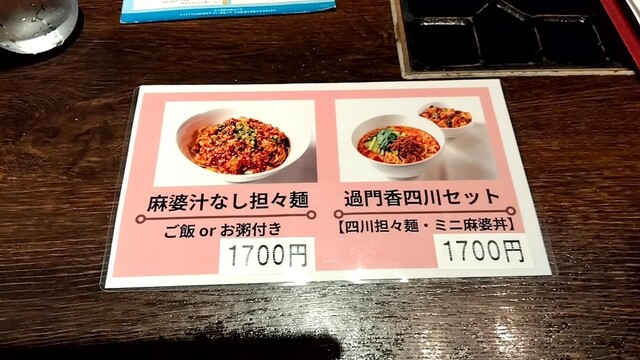 麻婆汁なし担々麺
ご飯 or お粥付き
1700円
過門香四川セット
【四川担々麺・ミニ麻婆丼】
1700円